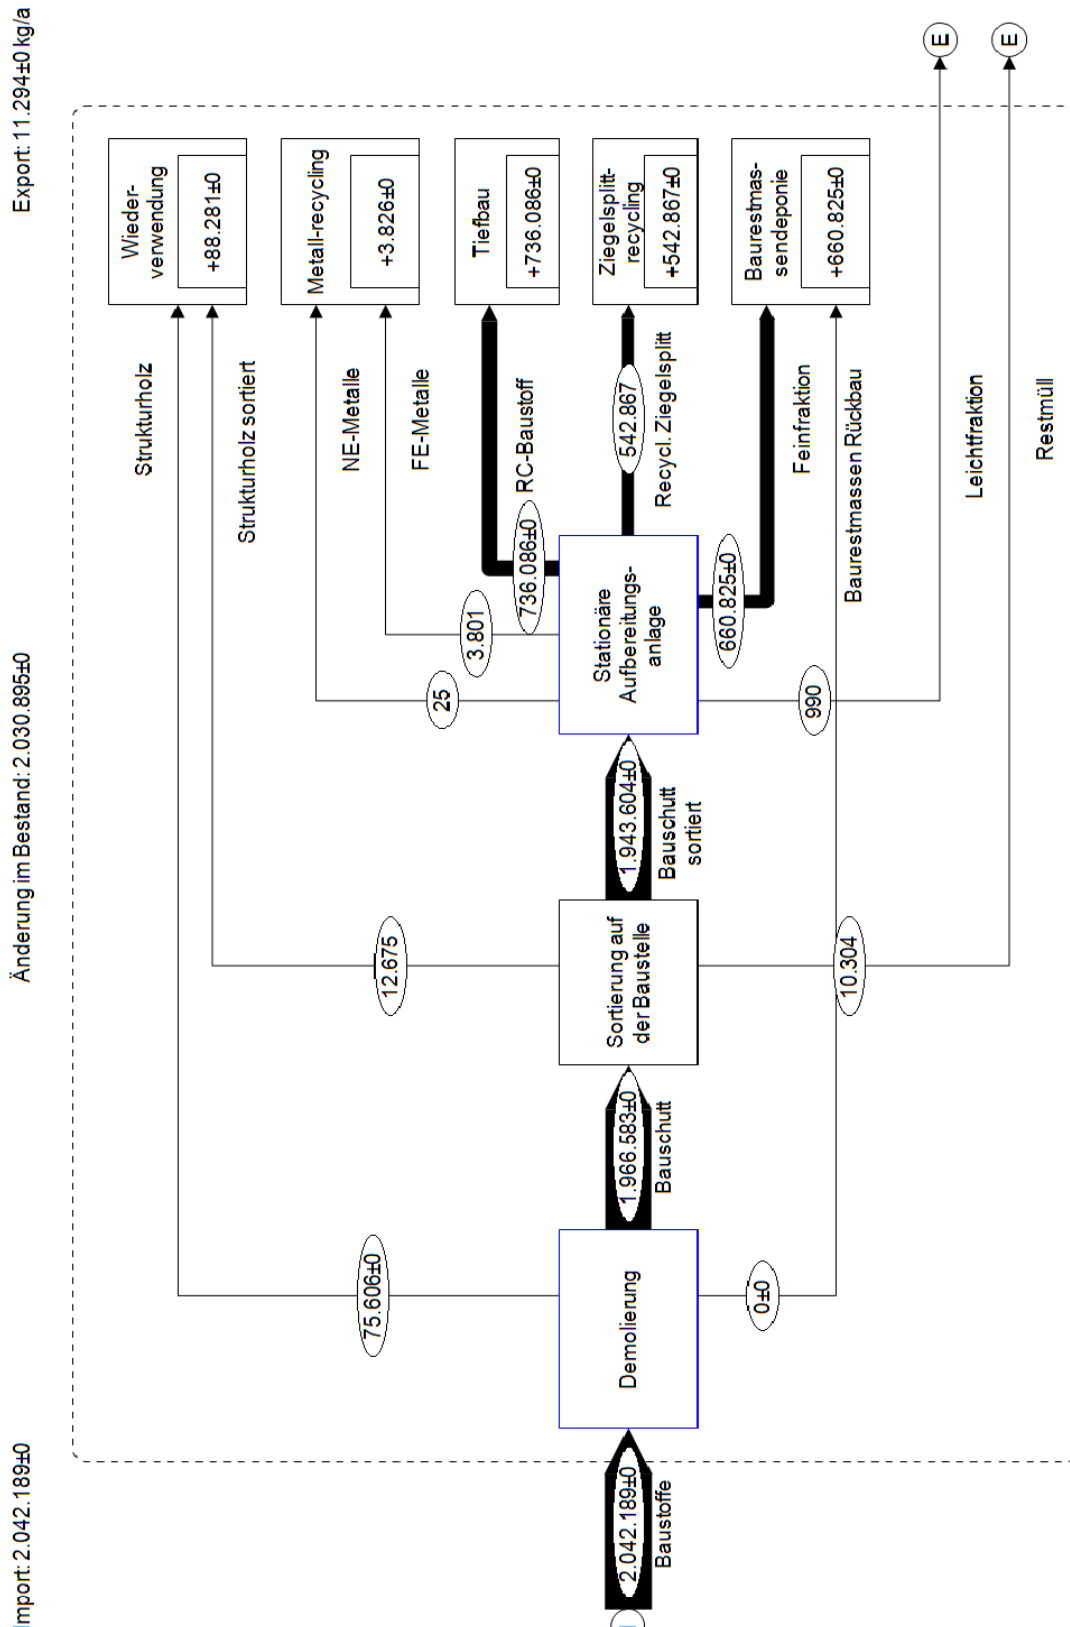 Import: 2.042.189±0
Änderung im Bestand: 2.030.895±0
Export: 11.294±0 kg/a
Wieder-
verwendung
+88.281±0
Metall-recycling
+3.826±0
Tiefbau
+736.086±0
Ziegelsplitt-
recycling
+542.867±0
Baurestmas-
sendeponie
+660.825±0
Strukturholz
Strukturholz sortiert
NE-Metalle
FE-Metalle
RC-Baustoff
Recycl. Ziegelsplitt
Feinfraktion
Baurestmassen Rückbau
Leichtfraktion
Restmüll
E
E
75.606±0
12.675
25
3.801
736.086±0
542.867
660.825±0
990
10.304
0±0
2.042.189±0
Baustoffe
Demolierung
1.966.583±0
Bauschutt
Sortierung auf
der Baustelle
1.943.604±0
Bauschutt
sortiert
Stationäre
Aufbereitungs-
anlage